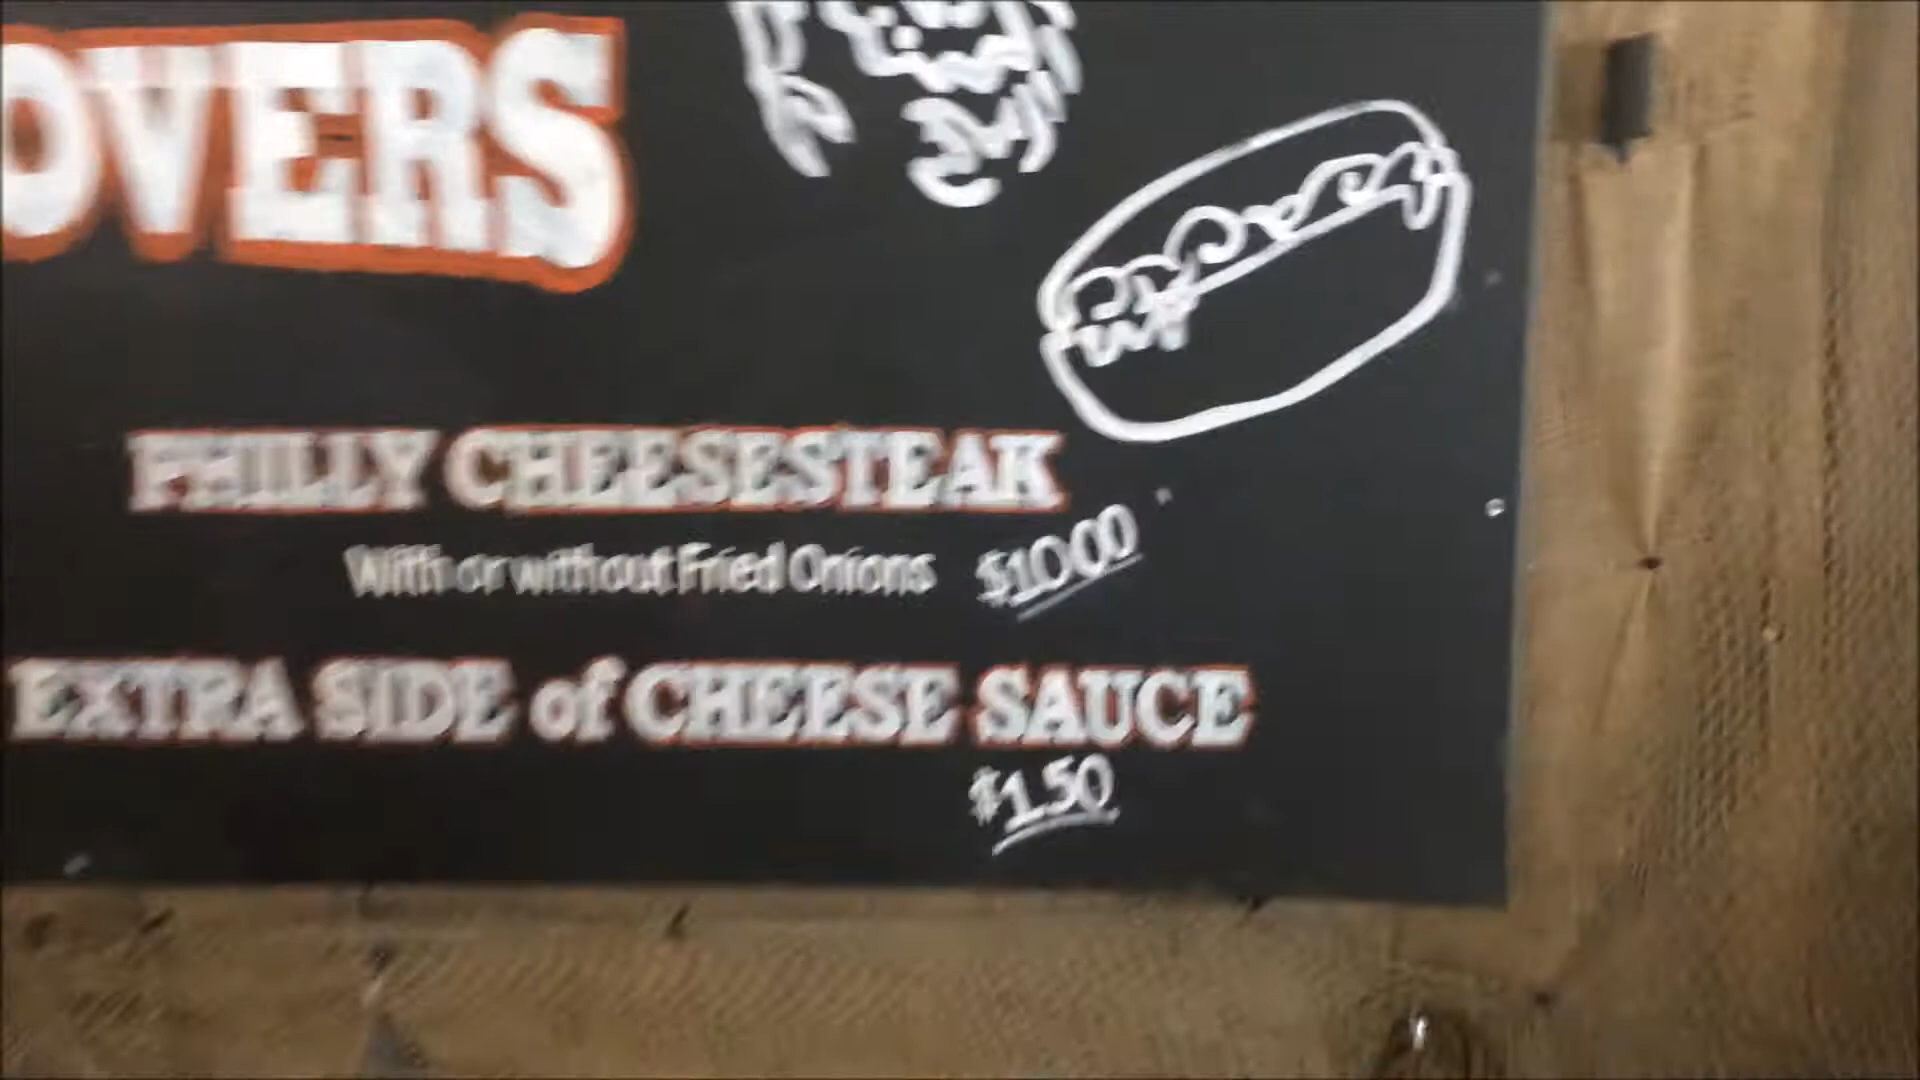 OVERS
PHILLY CHEESESTEAK
With or without Fried Onions $10.00
EXTRA SIDE of CHEESE SAUCE
$1.50